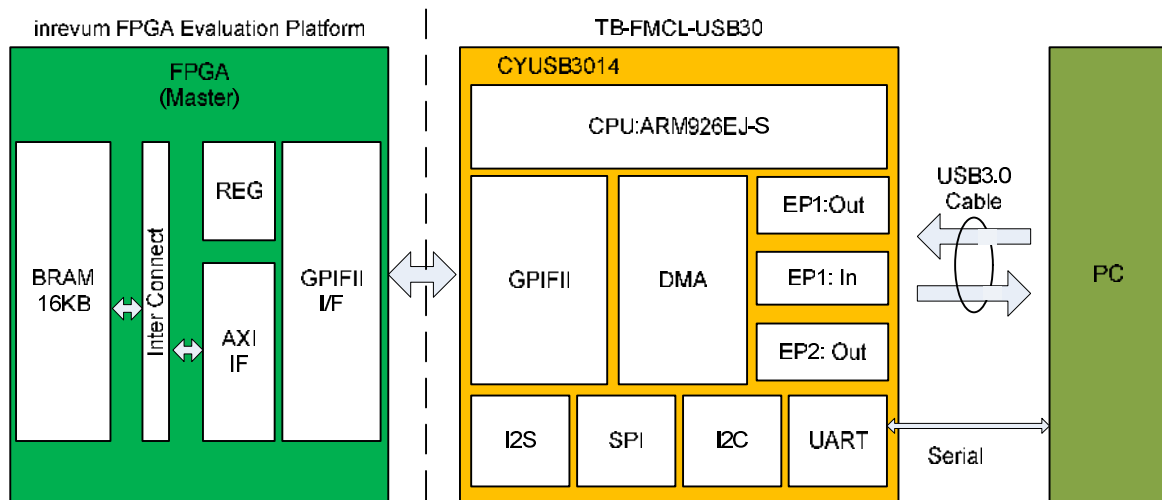 inrevum FPGA Evaluation Platform
TB-FMCL-USB30
FPGA
(Master)
BRAM
16KB
Inter Connect
REG
AXI
IF
GPIFII
I/F
CYUSB3014
CPU:ARM926EJ-S
GPIFII
DMA
EP1:Out
EP1: In
EP2: Out
I2S
SPI
I2C
UART
USB3.0
Cable
Serial
PC